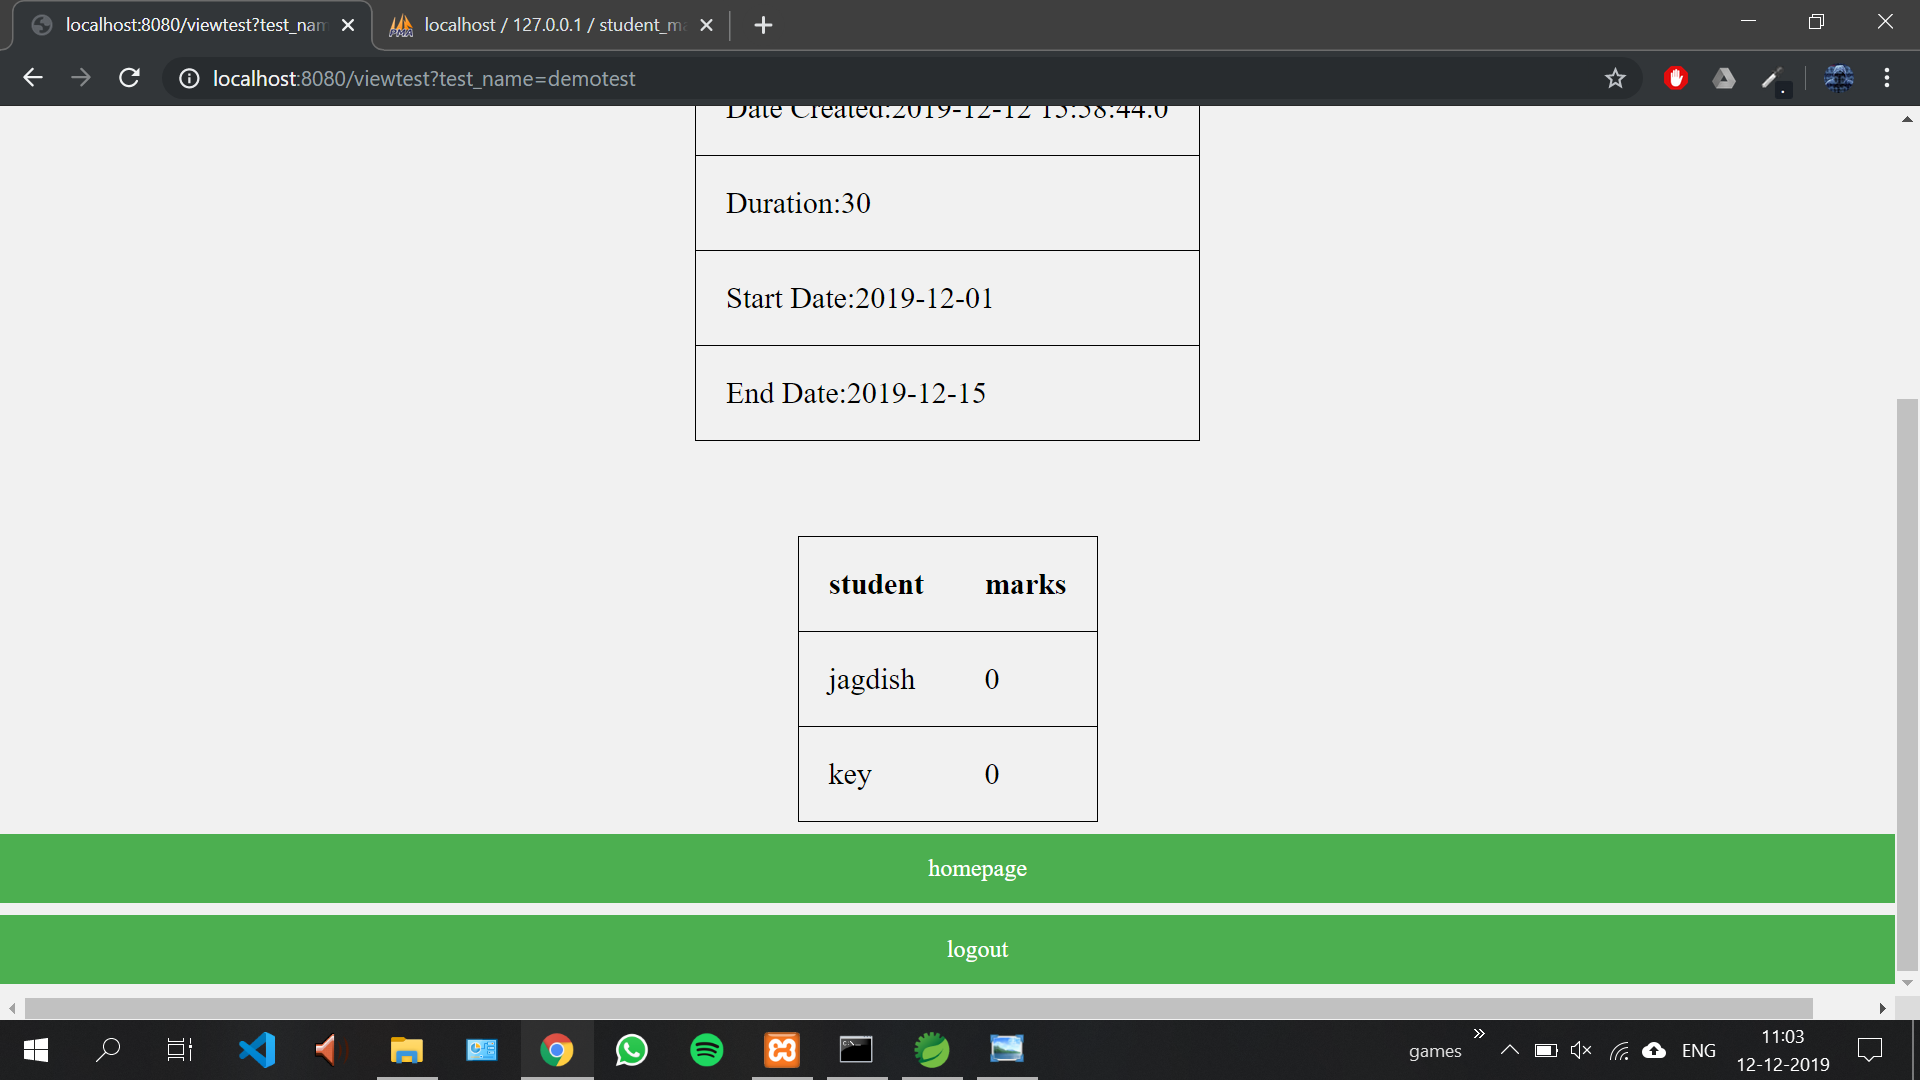 localhost:8080/viewtest?test_nam
localhost / 127.0.0.1 / student_ma
localhost:8080/viewtest?test_name=demotest
Date Created:2019-12-12 15:58:44.0
Duration:30
Start Date:2019-12-01
End Date:2019-12-15
student marks
jagdish 0
key 0
homepage
logout
games
ENG
11:03
12-12-2019